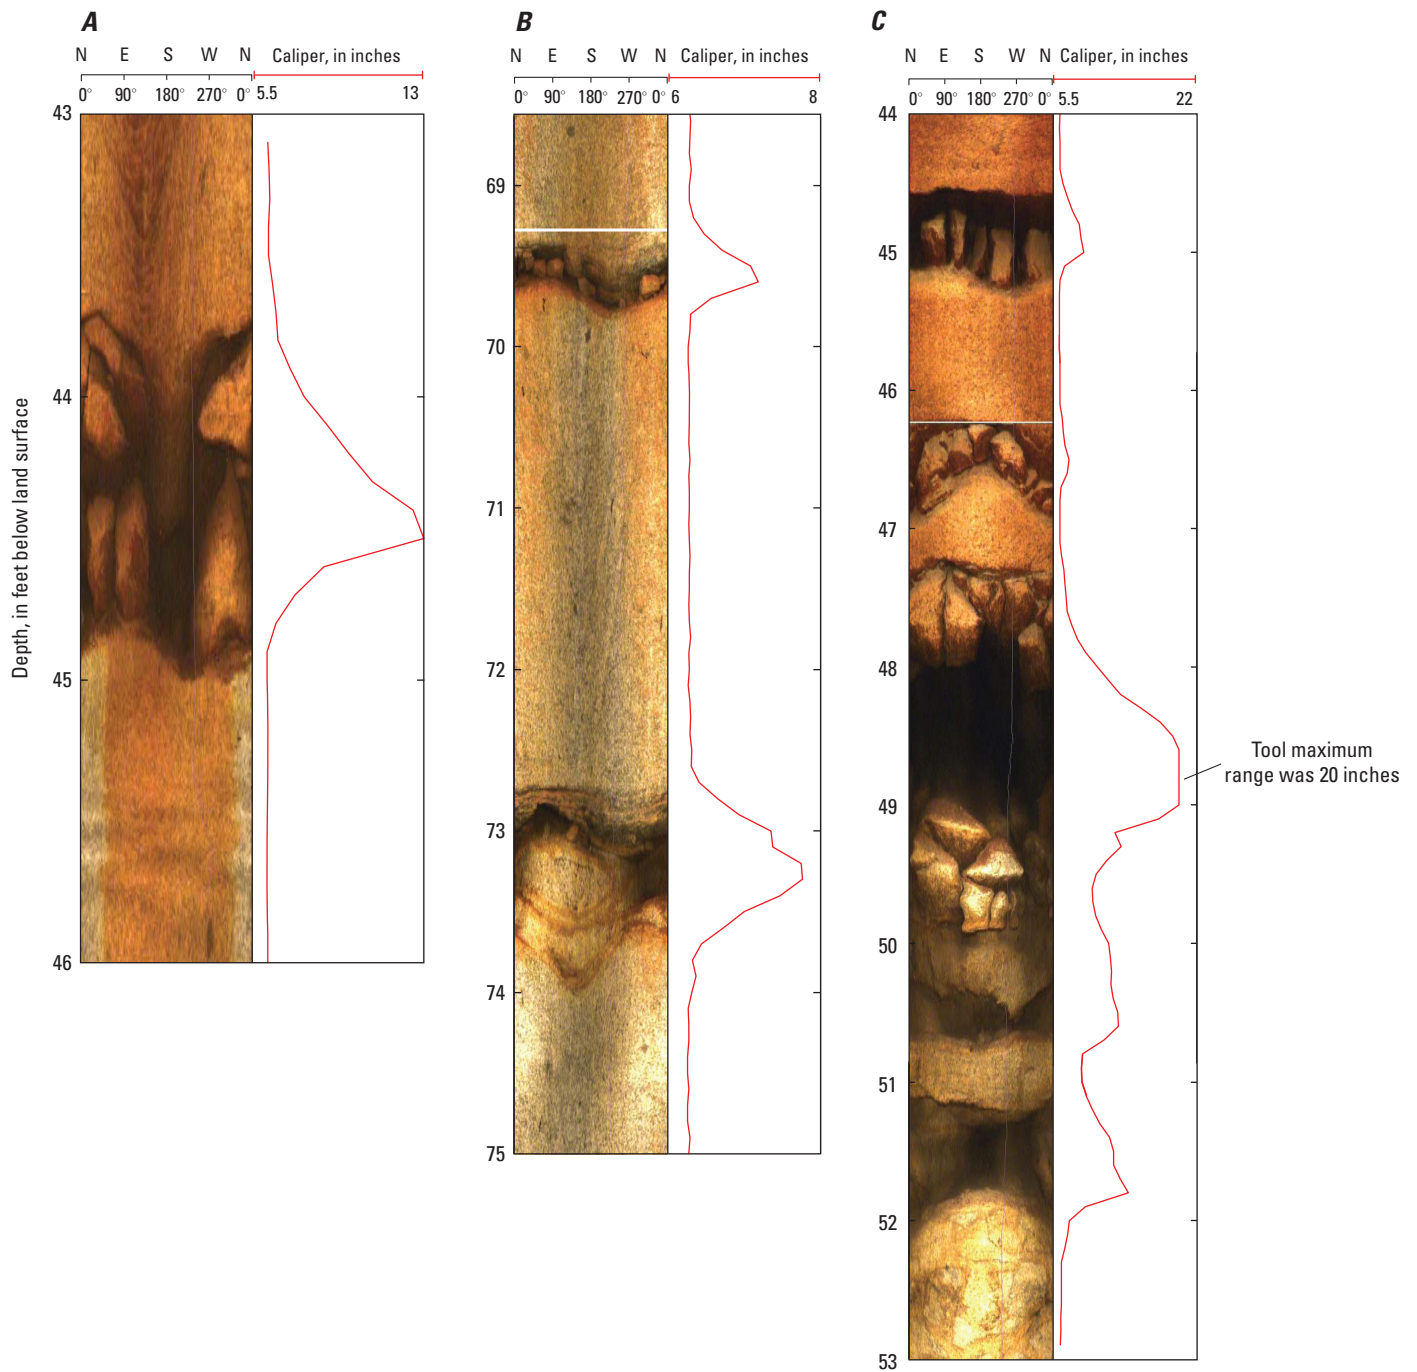 A
N E S W N Caliper, in inches
0° 90° 180° 270° 0° 5.5 13
43
44
45
46
Depth, in feet below land surface
B
N E S W N Caliper, in inches
0° 90° 180° 270° 0° 6 8
69
70
71
72
73
74
75
C
N E S W N Caliper, in inches
0° 90° 180° 270° 0° 5.5 22
44
45
46
47
48
49
50
51
52
53
Tool maximum
range was 20 inches